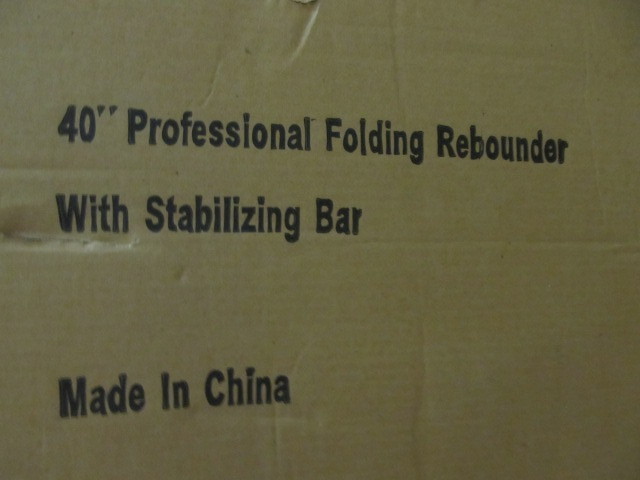 40" Professional Folding Rebounder
With Stabilizing Bar
Made In China